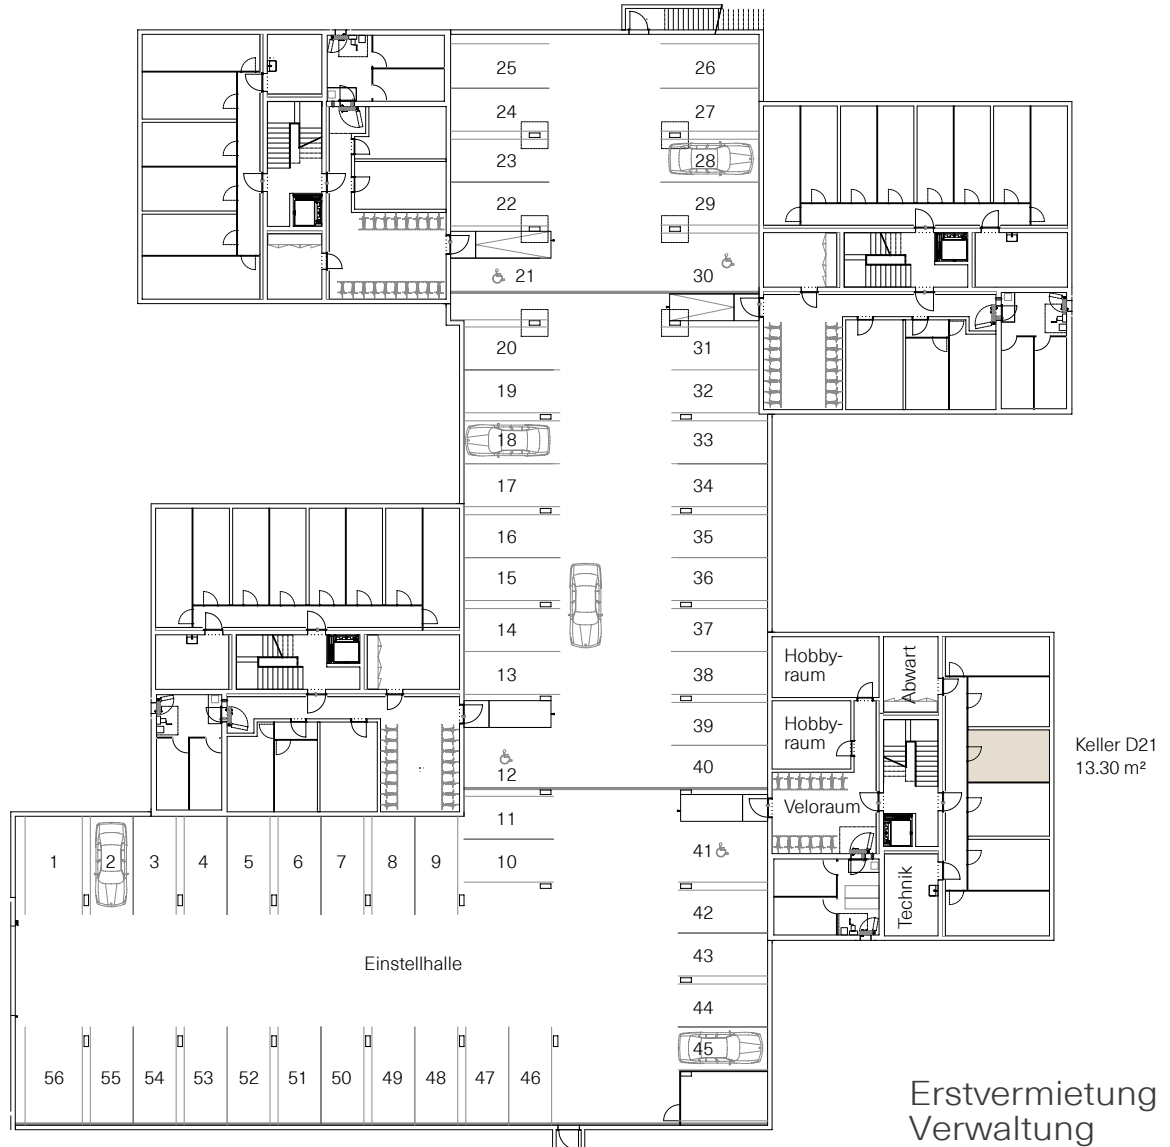 25 26
24 27
23 28
22 29
21 30
20 31
19 32
18 33
17 34
16 35
15 36
14 37
13 38
Hobby-
raum
Abwart
39
Hobby-
raum
Keller D21
13.30 m²
12 40
Veloraum
11
1 2 3 4 5 6 7 8 9 10 41
Technik
42
43
Einstellhalle
44
45
56 55 54 53 52 51 50 49 48 47 46
Erstvermietung
Verwaltung